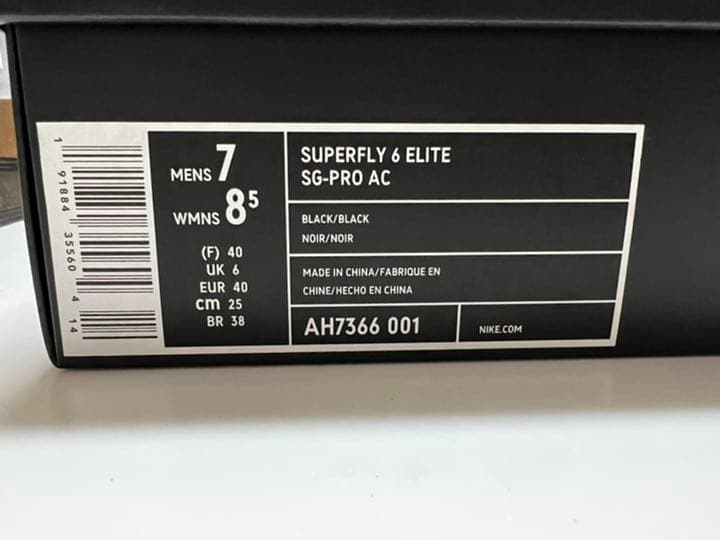 1 91884 35560 4 14
MENS 7
WMNS 8⁵
(F) 40
UK 6
EUR 40
cm 25
BR 38
SUPERFLY 6 ELITE
SG-PRO AC
BLACK/BLACK
NOIR/NOIR
MADE IN CHINA/FABRIQUE EN
CHINE/HECHO EN CHINA
AH7366 001
NIKE.COM